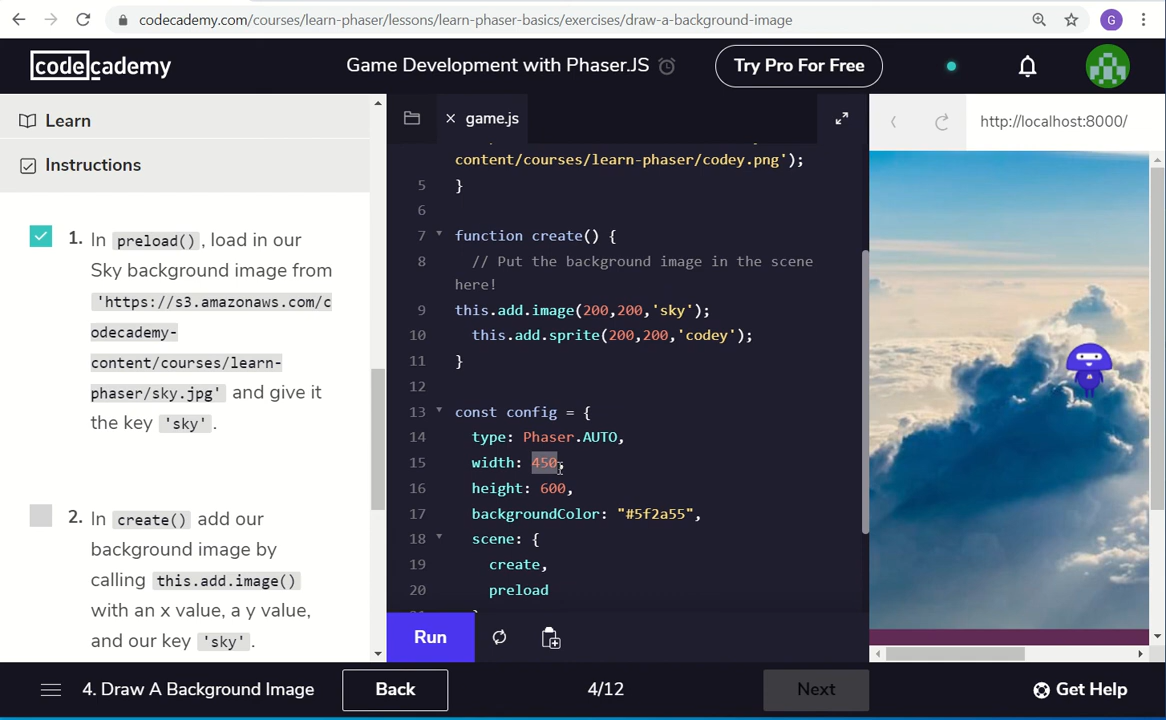 codecademy.com/courses/learn-phaser/lessons/learn-phaser-basics/exercises/draw-a-background-image
G
code|cademy
Game Development with Phaser.JS
Try Pro For Free
Learn
Instructions
1. In preload(), load in our
Sky background image from
'https://s3.amazonaws.com/c
odecademy-
content/courses/learn-
phaser/sky.jpg' and give it
the key 'sky'.
2. In create() add our
background image by
calling this.add.image()
with an x value, a y value,
and our key 'sky'.
game.js
content/courses/learn-phaser/codey.png');
5 }
6
7 function create() {
8 // Put the background image in the scene
here!
9 this.add.image(200,200,'sky');
10 this.add.sprite(200,200,'codey');
11 }
12
13 const config = {
14 type: Phaser.AUTO,
15 width: 450,
16 height: 600,
17 backgroundColor: "#5f2a55",
18 scene: {
19 create,
20 preload
http://localhost:8000/
Run
4. Draw A Background Image
Back
4/12
Next
Get Help